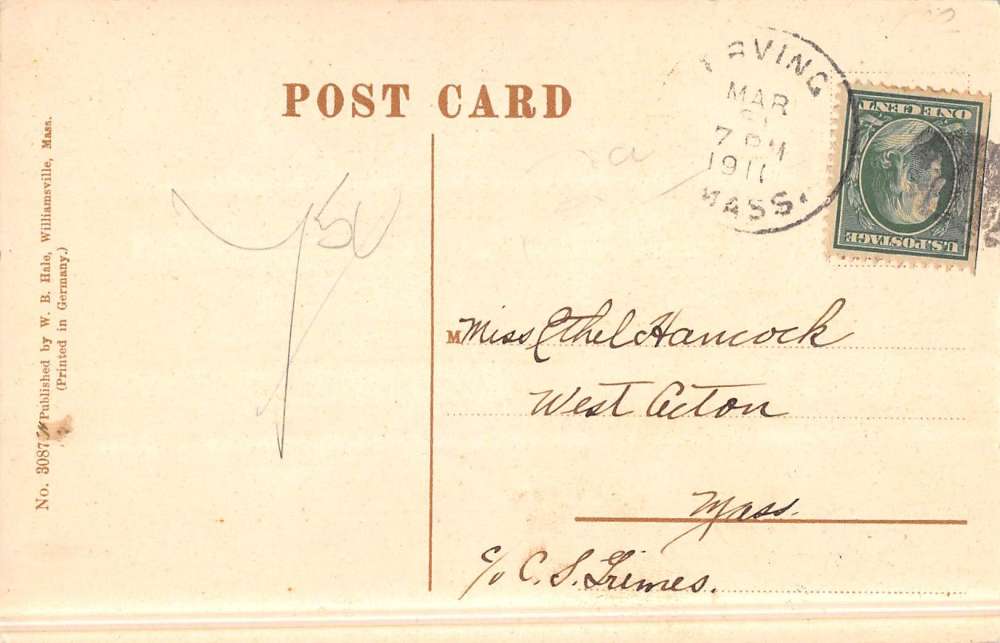 POST CARD
IRVING
MAR
7 PM
1911
MASS.
ONE CENT
U.S. POSTAGE
No. 3087 Published by W. B. Hale, Williamsville, Mass.
(Printed in Germany.)
M Miss Ethel Hancock
West Acton
Mass.
c/o C. S. Grimes.